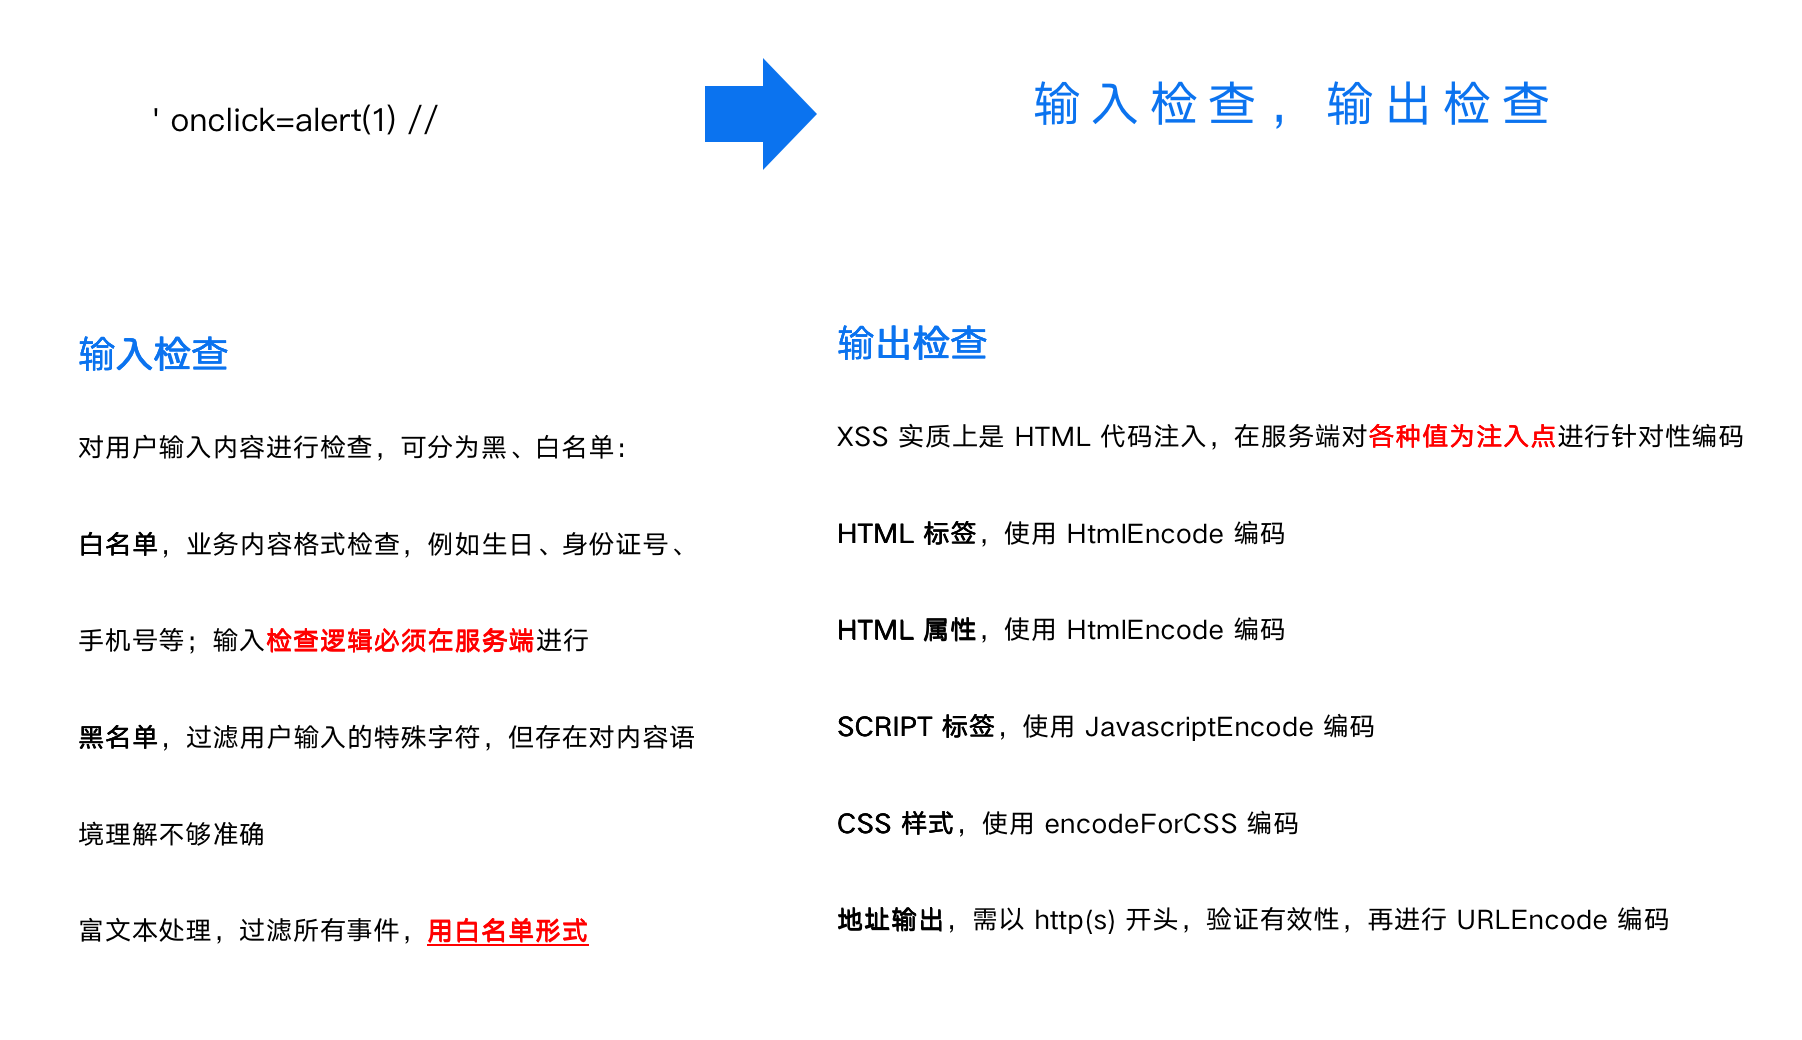 ' onclick=alert(1) //
输入检查，输出检查
输入检查
对用户输入内容进行检查，可分为黑、白名单：
白名单，业务内容格式检查，例如生日、身份证号、
手机号等；输入检查逻辑必须在服务端进行
黑名单，过滤用户输入的特殊字符，但存在对内容语
境理解不够准确
富文本处理，过滤所有事件，用白名单形式
输出检查
XSS 实质上是 HTML 代码注入，在服务端对各种值为注入点进行针对性编码
HTML 标签，使用 HtmlEncode 编码
HTML 属性，使用 HtmlEncode 编码
SCRIPT 标签，使用 JavascriptEncode 编码
CSS 样式，使用 encodeForCSS 编码
地址输出，需以 http(s) 开头，验证有效性，再进行 URLEncode 编码